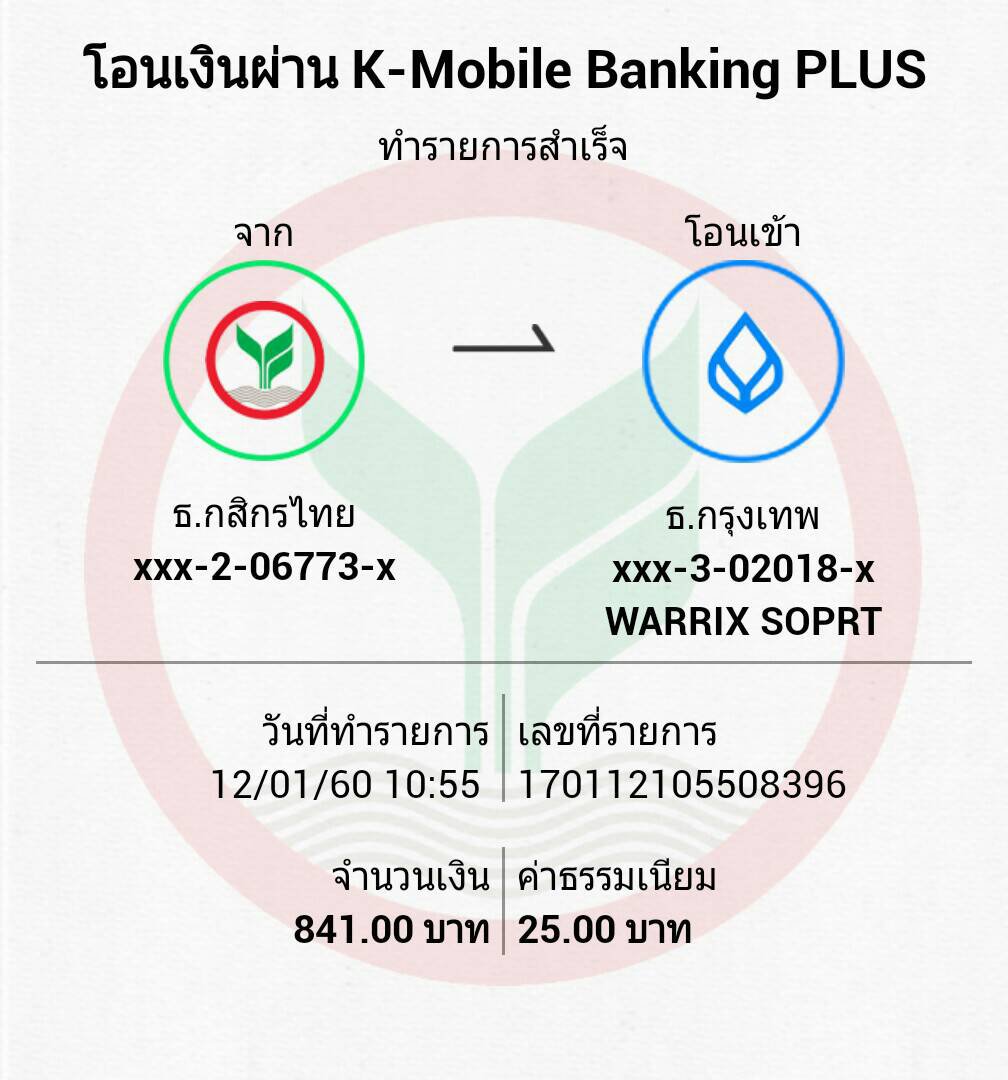 โอนเงินผ่าน K-Mobile Banking PLUS
ทำรายการสำเร็จ
จาก
โอนเข้า
ธ.กสิกรไทย
xxx-2-06773-x
ธ.กรุงเทพ
xxx-3-02018-x
WARRIX SOPRT
วันที่ทำรายการ
12/01/60 10:55
เลขที่รายการ
170112105508396
จำนวนเงิน
841.00 บาท
ค่าธรรมเนียม
25.00 บาท